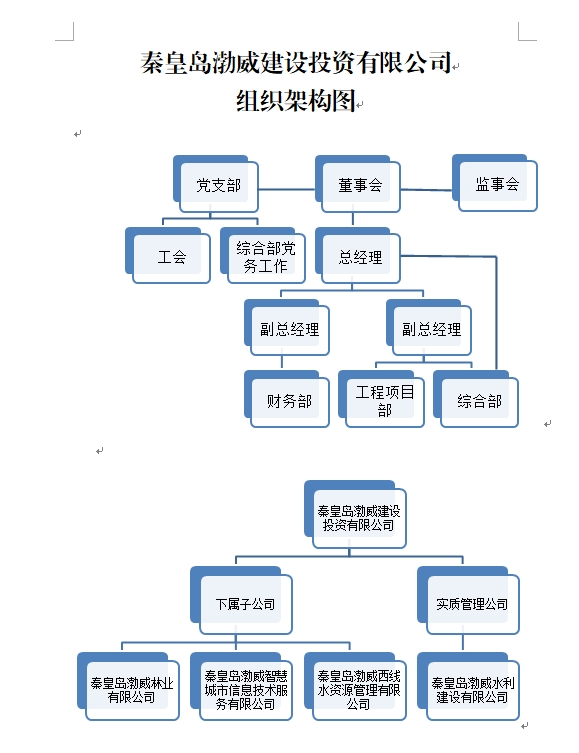 秦皇岛渤威建设投资有限公司
组织架构图
党支部
董事会
监事会
工会
综合部党
务工作
总经理
副总经理
副总经理
财务部
工程项目
部
综合部
秦皇岛渤威建设
投资有限公司
下属子公司
实质管理公司
秦皇岛渤威林业
有限公司
秦皇岛渤威智慧
城市信息技术服
务有限公司
秦皇岛渤威西线
水资源管理有限
公司
秦皇岛渤威水利
建设有限公司